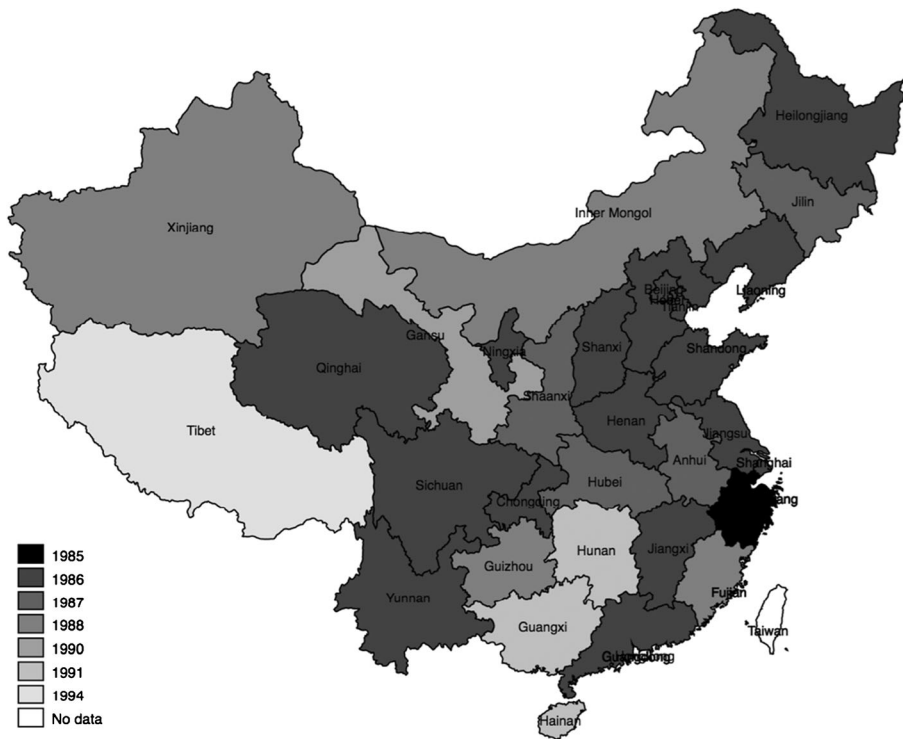 Heilongjiang
Jilin
Inner Mongol
Xinjiang
Beijing
Tianjin
Liaoning
Gansu
Ningxia
Shanxi
Shandong
Qinghai
Shaanxi
Henan
Jiangsu
Tibet
Anhui
Shanghai
Sichuan
Hubei
Chongqing
ang
Hunan
Jiangxi
Guizhou
Fujian
Yunnan
Guangxi
Taiwan
Hainan
1985
1986
1987
1988
1990
1991
1994
No data